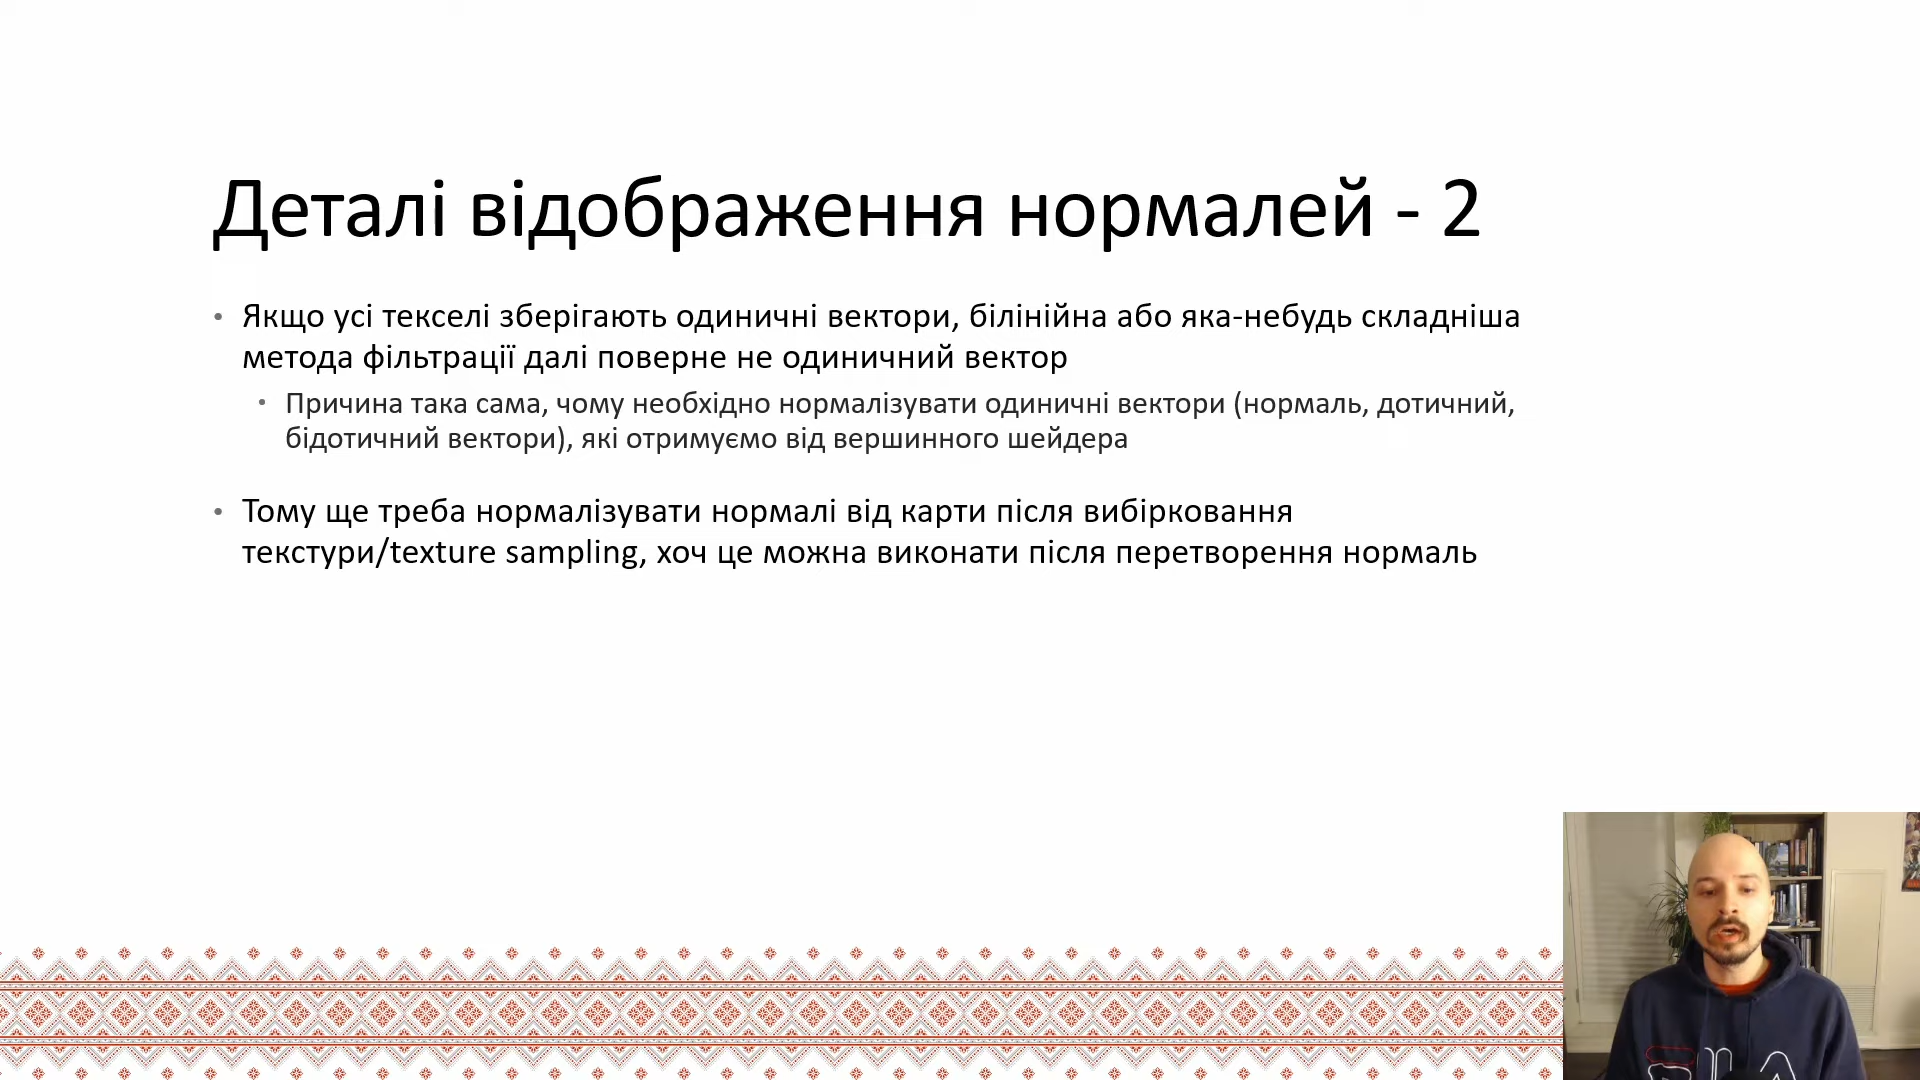 Деталі відображення нормалей - 2
• Якщо усі текселі зберігають одиничні вектори, білінійна або яка-небудь складніша
метода фільтрації далі поверне не одиничний вектор
• Причина така сама, чому необхідно нормалізувати одиничні вектори (нормаль, дотичний,
бідотичний вектори), які отримуємо від вершинного шейдера
• Тому ще треба нормалізувати нормалі від карти після вибірковання
текстури/texture sampling, хоч це можна виконати після перетворення нормаль